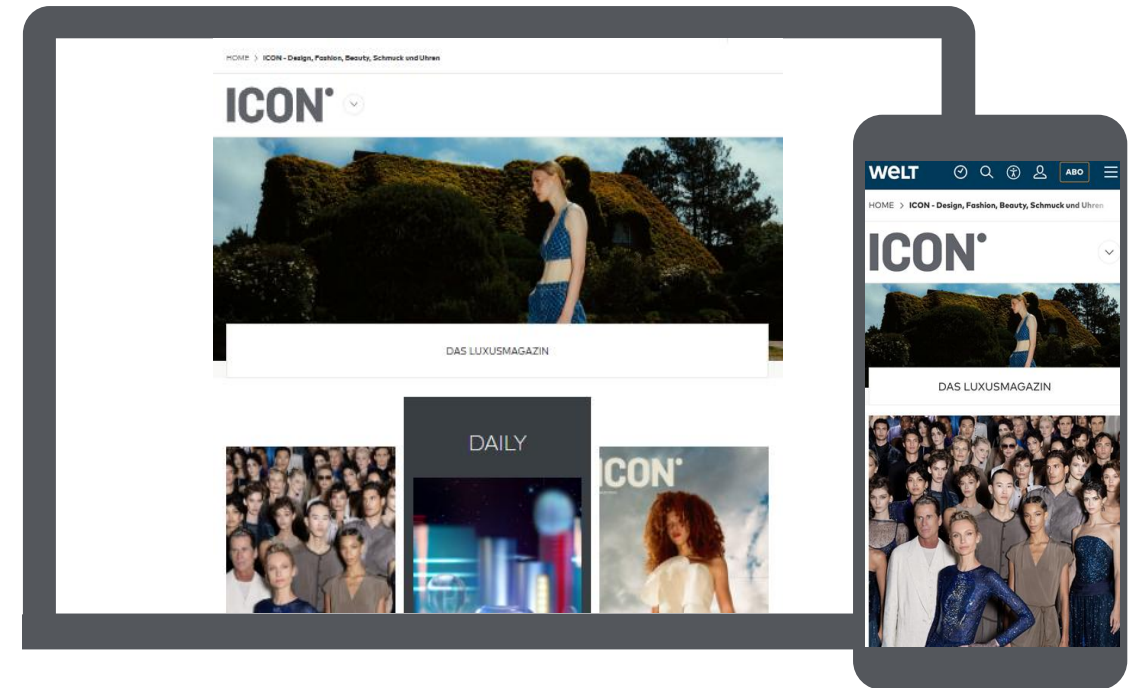 HOME > ICON - Design, Fashion, Beauty, Schmuck und Uhren
ICON°
DAS LUXUSMAGAZIN
DAILY
ICON°
WELT
ABO
HOME > ICON - Design, Fashion, Beauty, Schmuck und Uhren
ICON°
DAS LUXUSMAGAZIN